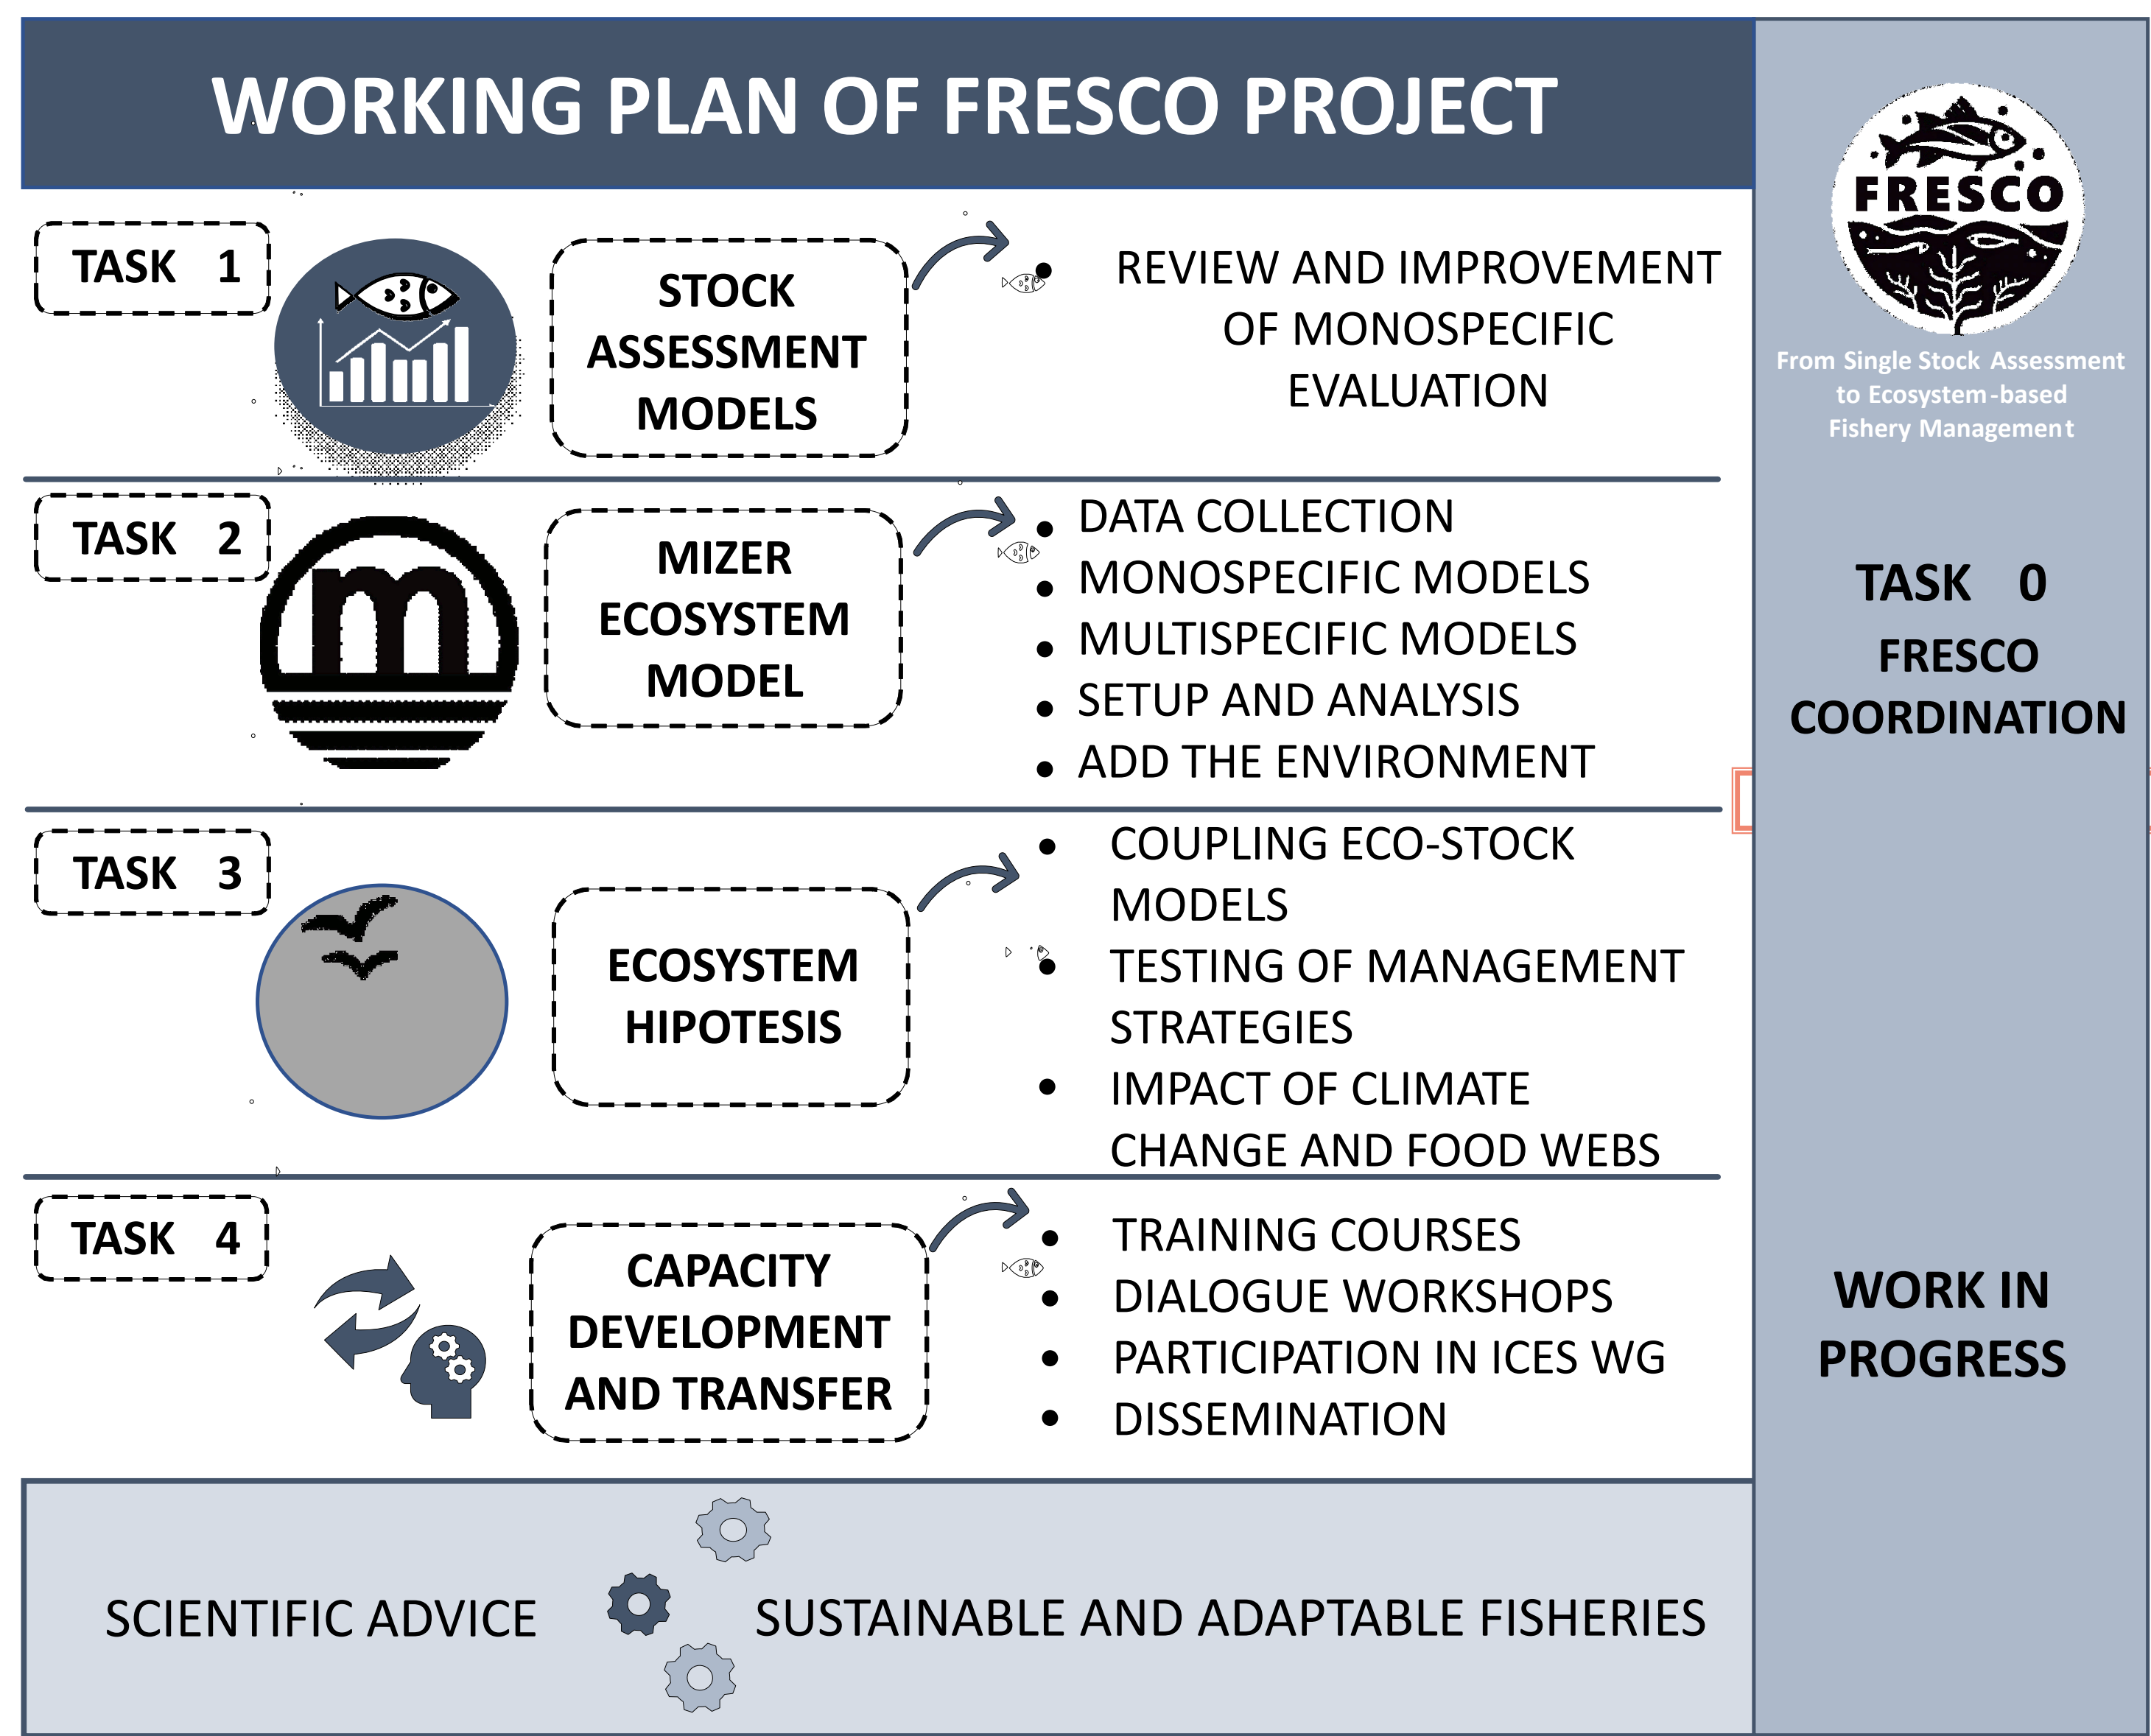 WORKING PLAN OF FRESCO PROJECT
TASK 1
STOCK
ASSESSMENT
MODELS
REVIEW AND IMPROVEMENT
OF MONOSPECIFIC
EVALUATION
TASK 2
m
MIZER
ECOSYSTEM
MODEL
• DATA COLLECTION
• MONOSPECIFIC MODELS
• MULTISPECIFIC MODELS
• SETUP AND ANALYSIS
• ADD THE ENVIRONMENT
TASK 3
ECOSYSTEM
HIPOTESIS
• COUPLING ECO-STOCK
MODELS
• TESTING OF MANAGEMENT
STRATEGIES
• IMPACT OF CLIMATE
CHANGE AND FOOD WEBS
TASK 4
CAPACITY
DEVELOPMENT
AND TRANSFER
• TRAINING COURSES
• DIALOGUE WORKSHOPS
• PARTICIPATION IN ICES WG
• DISSEMINATION
SCIENTIFIC ADVICE
SUSTAINABLE AND ADAPTABLE FISHERIES
FRESCO
From Single Stock Assessment
to Ecosystem-based
Fishery Management
TASK 0
FRESCO
COORDINATION
WORK IN
PROGRESS